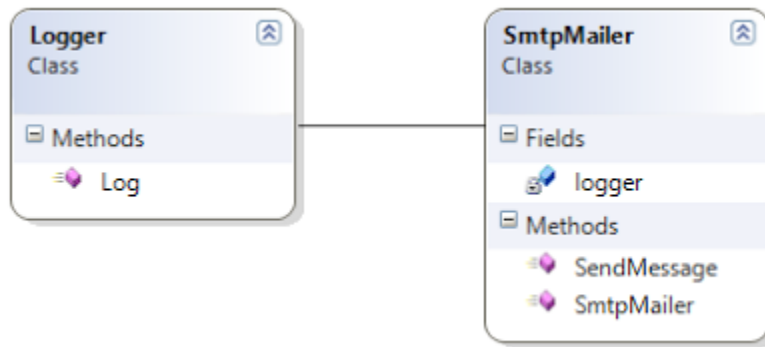 Logger
Class
Methods
Log
SmtpMailer
Class
Fields
logger
Methods
SendMessage
SmtpMailer